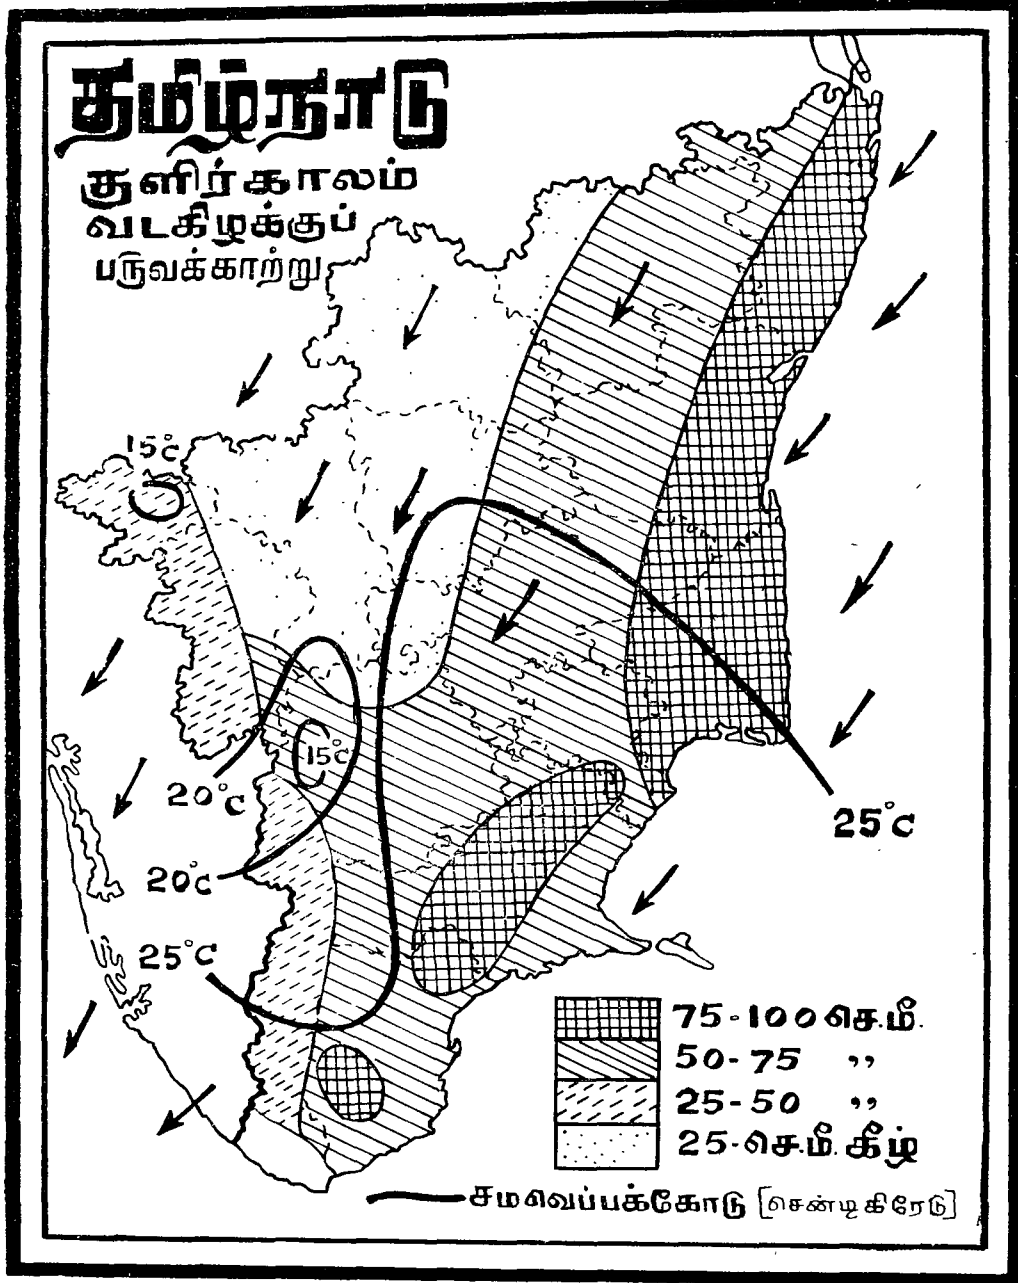 தமிழ்நாடு
குளிர்காலம்
வடகிழக்குப்
பருவக்காற்று
15°c
15°c
20°c
20°c
25°c
25°c
75-100 செ.மீ.
50-75 ,,
25-50 ,,
25-செ.மீ. கீழ்
சமவெப்பக்கோடு [சென்டிகிரேடு]